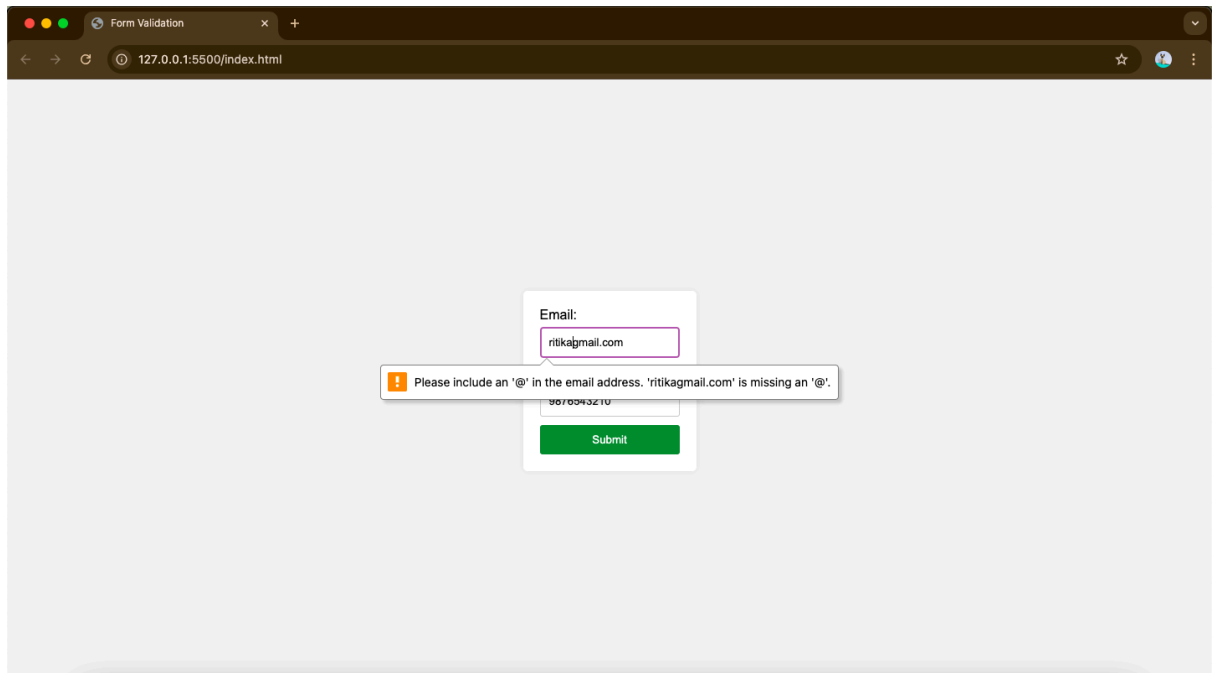 Form Validation
127.0.0.1:5500/index.html
Email:
ritikagmail.com
Please include an '@' in the email address. 'ritikagmail.com' is missing an '@'.
9876543210
Submit